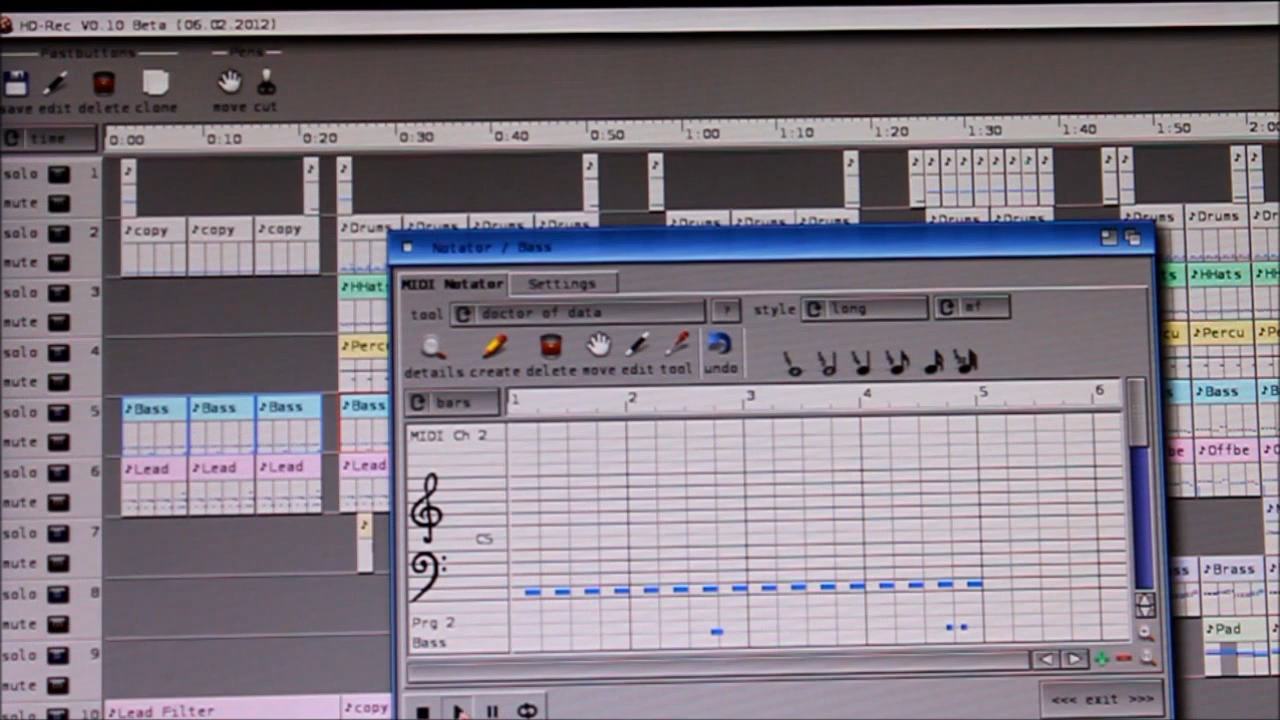 HD-Rec V0.10 Beta (06.02.2012)
Fastbuttons Pens
save edit delete clone move cut
time 0:00 0:10 0:20 0:30 0:40 0:50 1:00 1:10 1:20 1:30 1:40 1:50 2:00
solo 1
mute
solo 2 copy copy copy Drums Drums Drums Drums Drums Drums Drums Drums Drums Drums Drums
mute
solo 3 HHats HHats
mute
solo 4 Percu Percu
mute
solo 5 Bass Bass Bass Bass Bass
mute
solo 6 Lead Lead Lead Lead Offbe
mute
solo 7
mute
solo 8 Brass
mute
solo 9 Pad
mute
10 Lead Filter copy
Notator / Bass
MIDI Notator Settings
tool doctor of data ? style long mf
details create delete move edit tool undo
bars 1 2 3 4 5 6
MIDI Ch 2
C5
Prg 2
Bass
<<< exit >>>